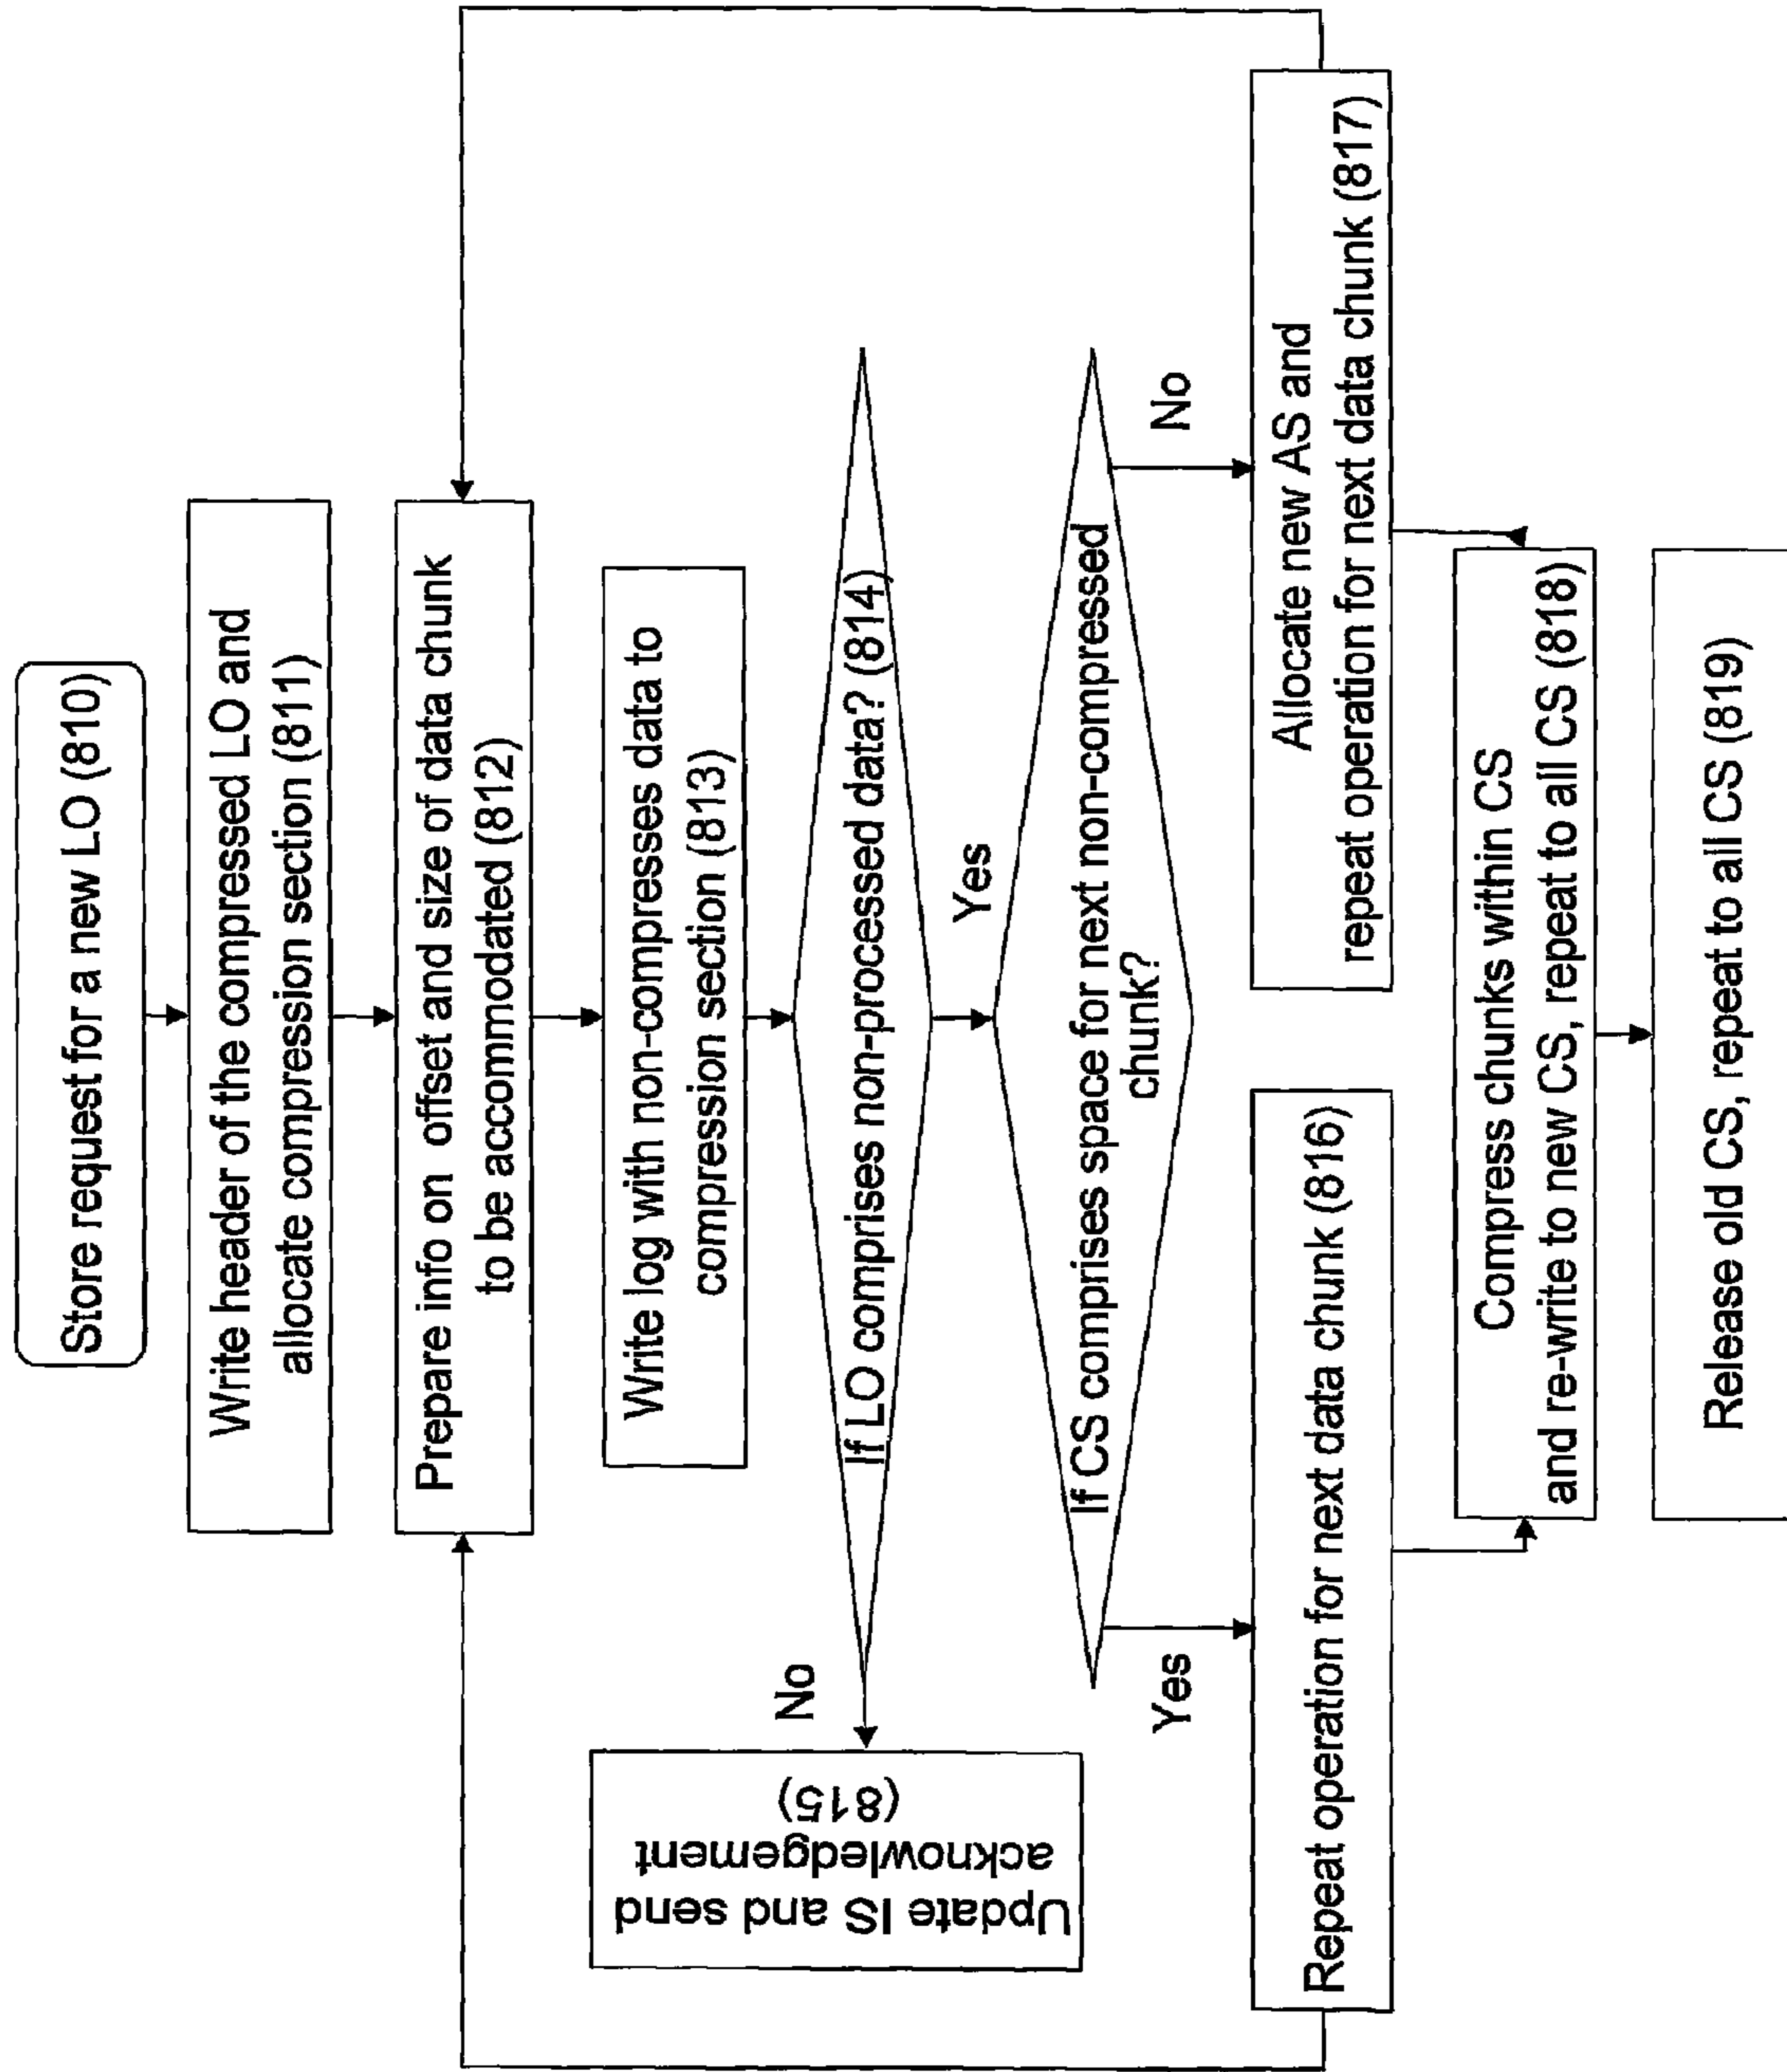 Store request for a new LO (810)
Write header of the compressed LO and
allocate compression section (811)
Prepare info on offset and size of data chunk
to be accommodated (812)
Write log with non-compresses data to
compression section (813)
If LO comprises non-processed data? (814)
No
Update IS and send
acknowledgement
(815)
Yes
If CS comprises space for next non-compressed
chunk?
Yes
No
Repeat operation for next data chunk (816)
Allocate new AS and
repeat operation for next data chunk (817)
Compress chunks within CS
and re-write to new CS, repeat to all CS (818)
Release old CS, repeat to all CS (819)